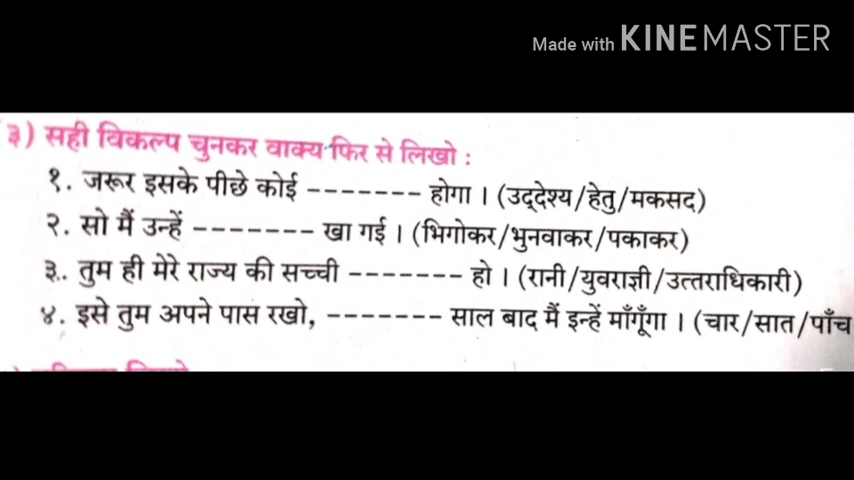 Made with KINEMASTER
३) सही विकल्प चुनकर वाक्य फिर से लिखो :
१. जरूर इसके पीछे कोई ------- होगा । (उद्देश्य/हेतु/मकसद)
२. सो मैं उन्हें -------- खा गई । (भिगोकर/भुनवाकर/पकाकर)
३.. तुम ही मेरे राज्य की सच्ची ------- हो । (रानी/युवराज्ञी/उत्तराधिकारी)
४. इसे तुम अपने पास रखो, ------- साल बाद मैं इन्हें माँगूँगा । (चार/सात/पाँच